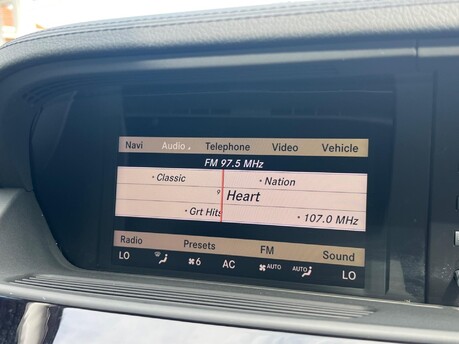 Navi Audio Telephone Video Vehicle
FM 97.5 MHz
• Classic • Nation
9 Heart
• Grt Hits • 107.0 MHz
Radio Presets FM Sound
LO 6 AC AUTO AUTO LO